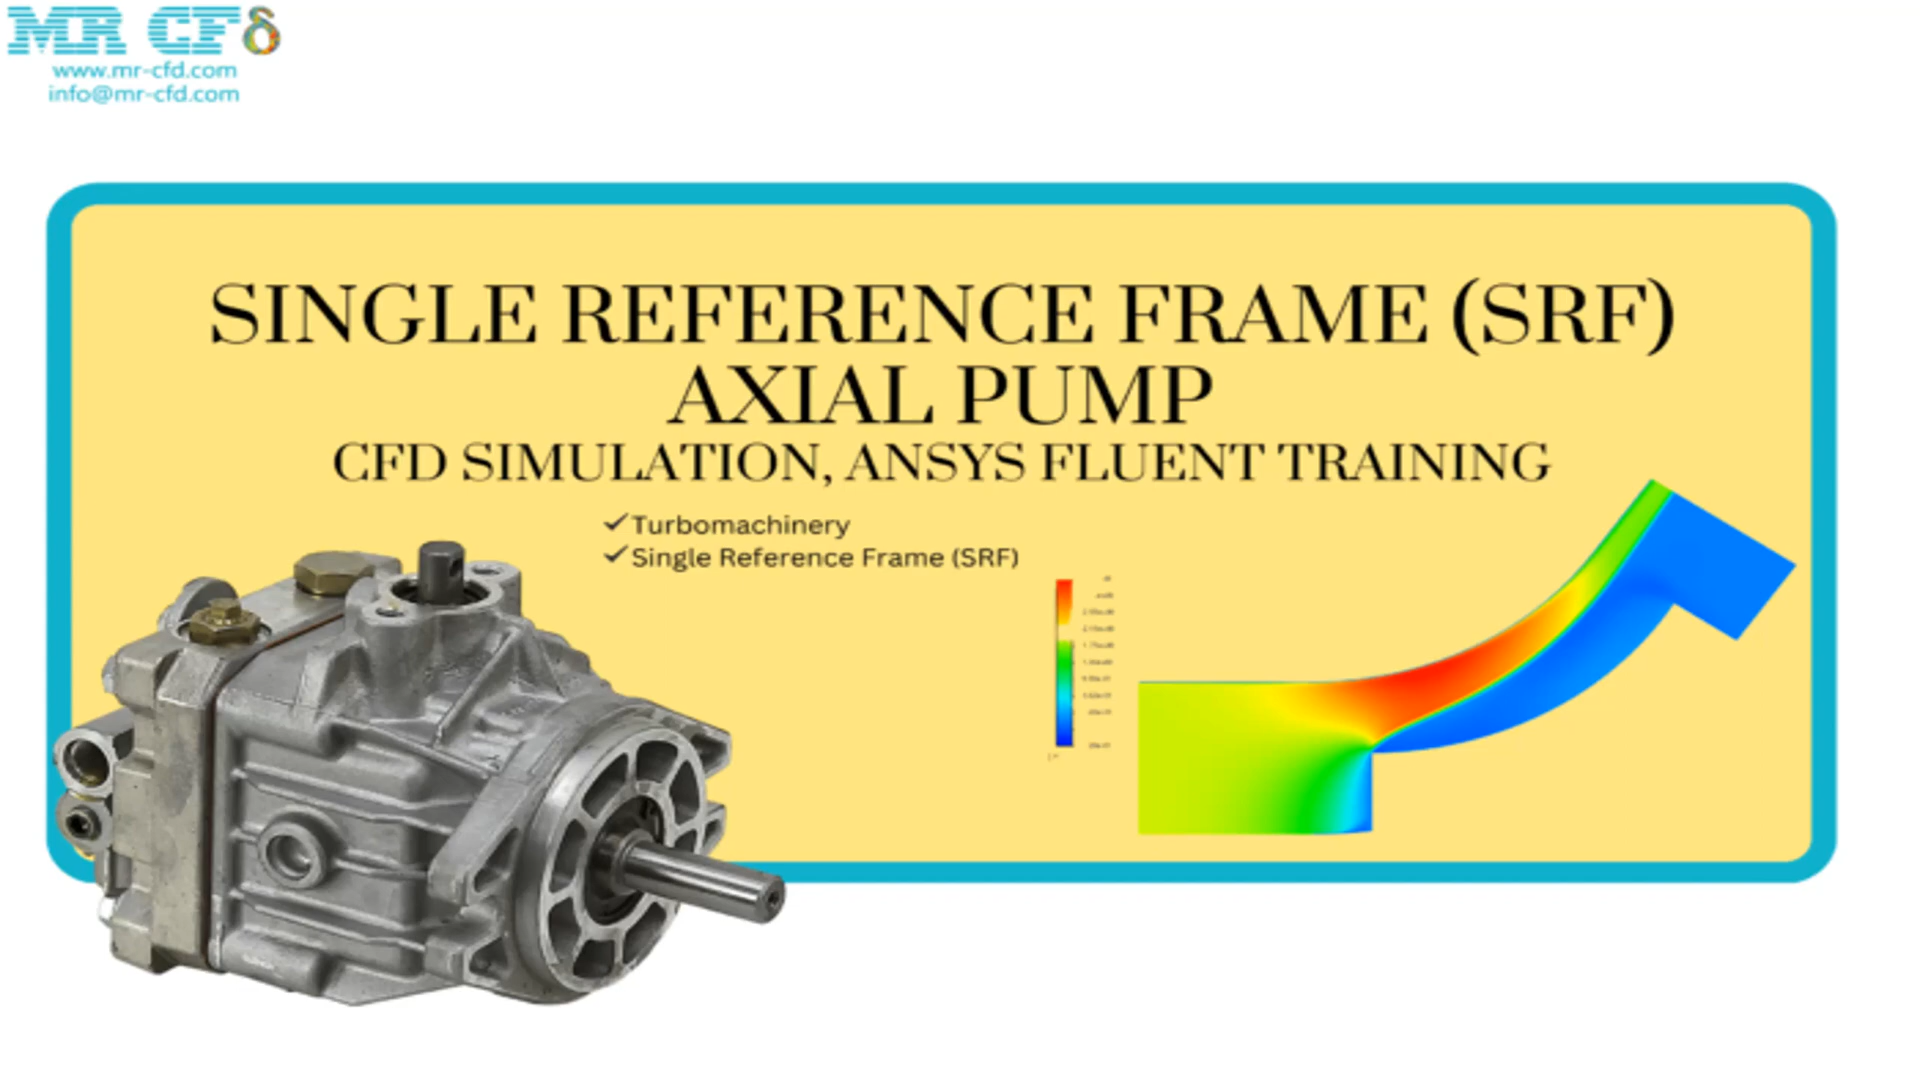 MR CFδ
www.mr-cfd.com
info@mr-cfd.com
SINGLE REFERENCE FRAME (SRF)
AXIAL PUMP
CFD SIMULATION, ANSYS FLUENT TRAINING
✓Turbomachinery
✓Single Reference Frame (SRF)